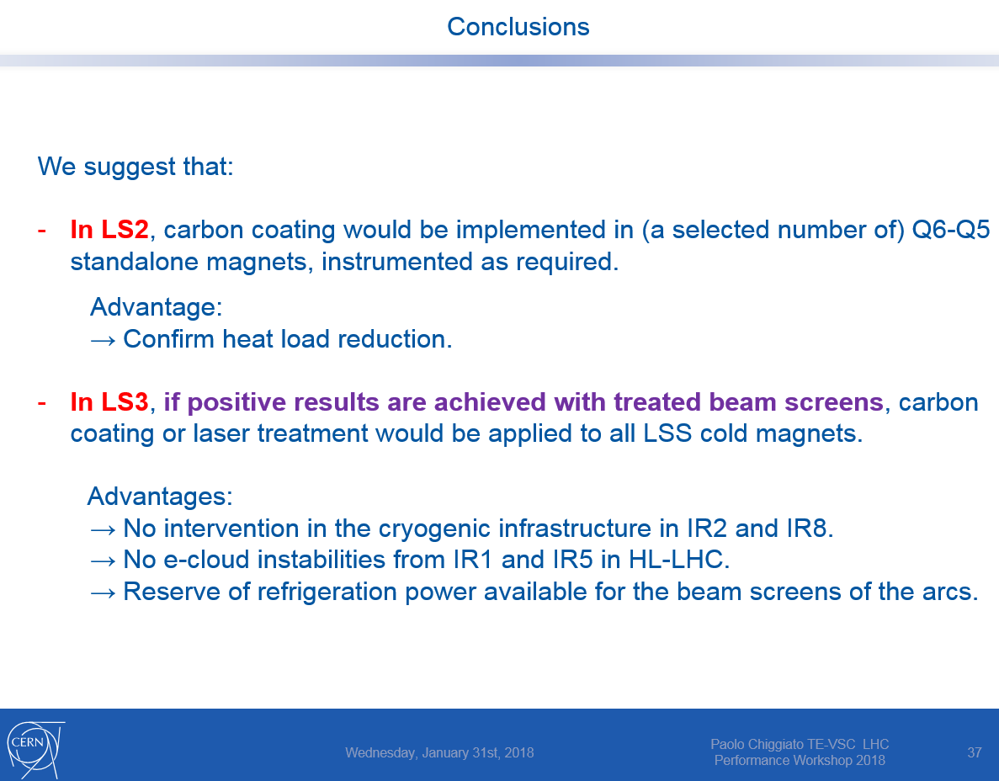 Conclusions
We suggest that:
- In LS2, carbon coating would be implemented in (a selected number of) Q6-Q5
standalone magnets, instrumented as required.
Advantage:
→ Confirm heat load reduction.
- In LS3, if positive results are achieved with treated beam screens, carbon
coating or laser treatment would be applied to all LSS cold magnets.
Advantages:
→ No intervention in the cryogenic infrastructure in IR2 and IR8.
→ No e-cloud instabilities from IR1 and IR5 in HL-LHC.
→ Reserve of refrigeration power available for the beam screens of the arcs.
CERN
Wednesday, January 31st, 2018
Paolo Chiggiato TE-VSC LHC
Performance Workshop 2018
37